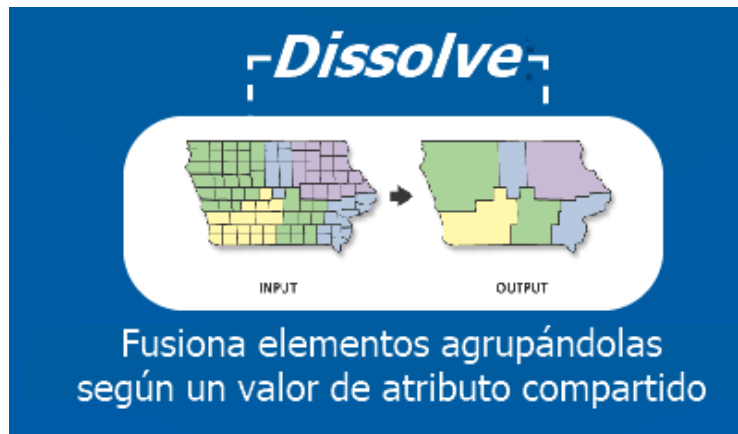 Dissolve
INPUT
OUTPUT
Fusiona elementos agrupándolas
según un valor de atributo compartido